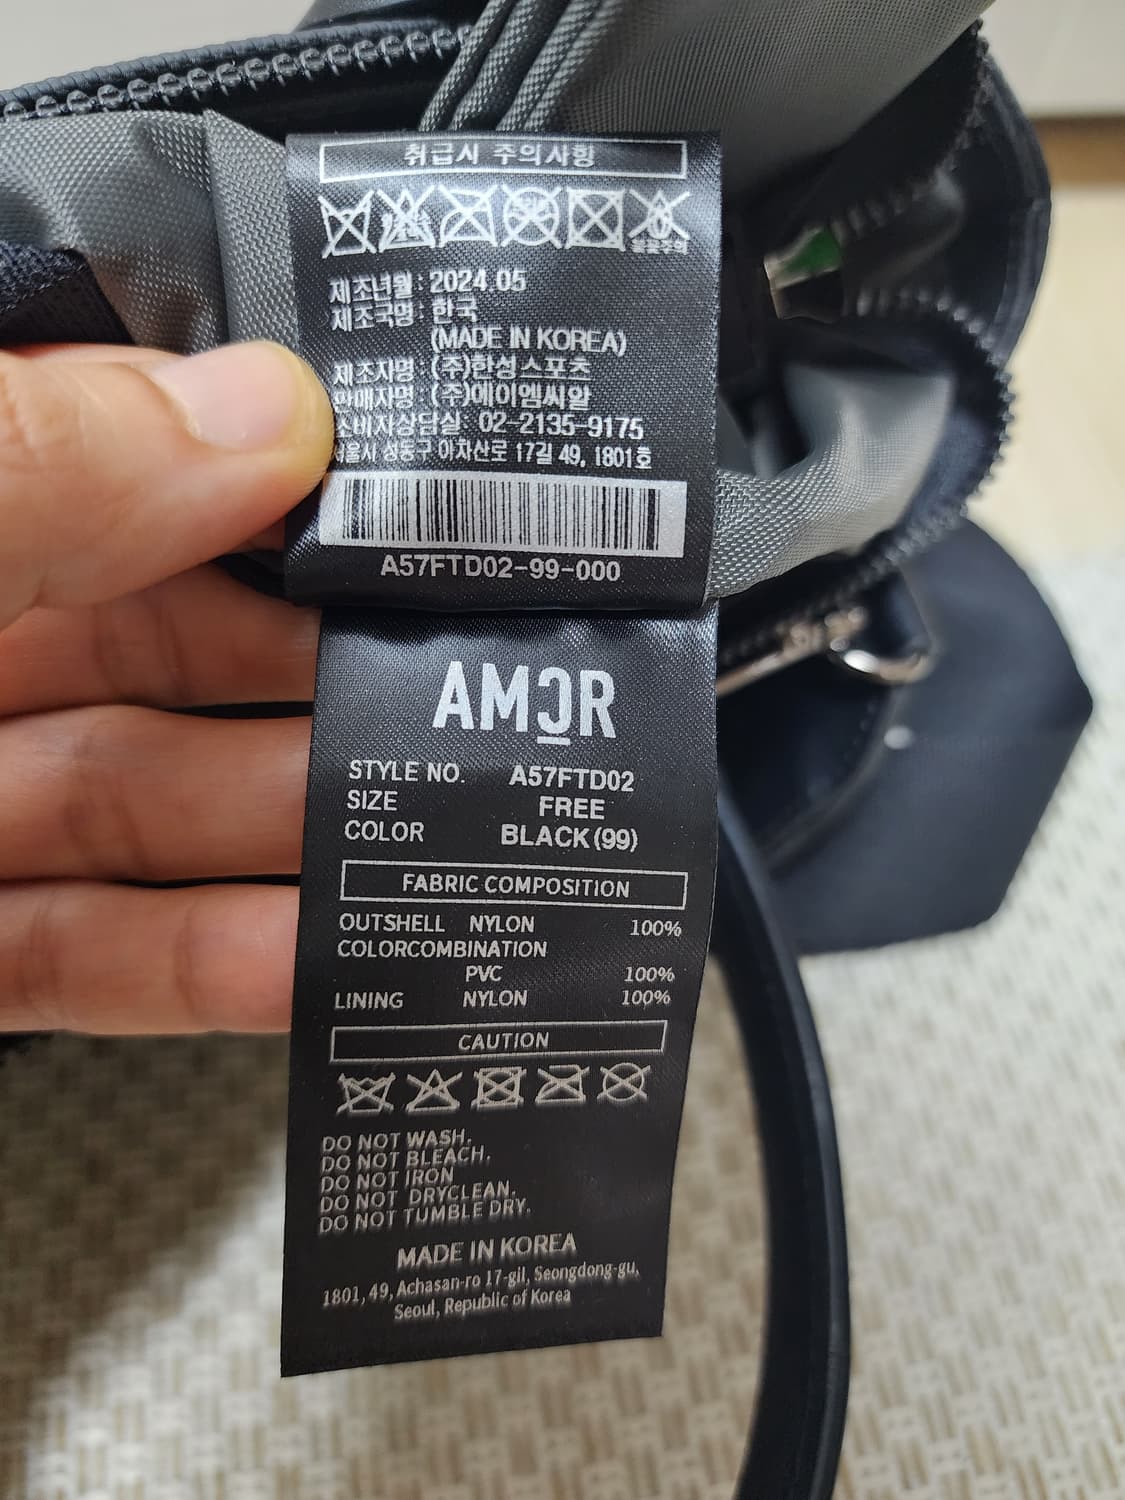 취급시 주의사항
제조년월 : 2024.05
제조국명 : 한국
(MADE IN KOREA)
제조자명 : (주)한성스포츠
판매자명 : (주)에이엠씨알
소비자상담실: 02-2135-9175
서울시 성동구 아차산로 17길 49, 1801호
A57FTD02-99-000
AMCR
STYLE NO. A57FTD02
SIZE FREE
COLOR BLACK(99)
FABRIC COMPOSITION
OUTSHELL NYLON 100%
COLORCOMBINATION
PVC 100%
LINING NYLON 100%
CAUTION
DO NOT WASH.
DO NOT BLEACH.
DO NOT IRON
DO NOT DRYCLEAN.
DO NOT TUMBLE DRY.
MADE IN KOREA
1801, 49, Achasan-ro 17-gil, Seongdong-gu,
Seoul, Republic of Korea